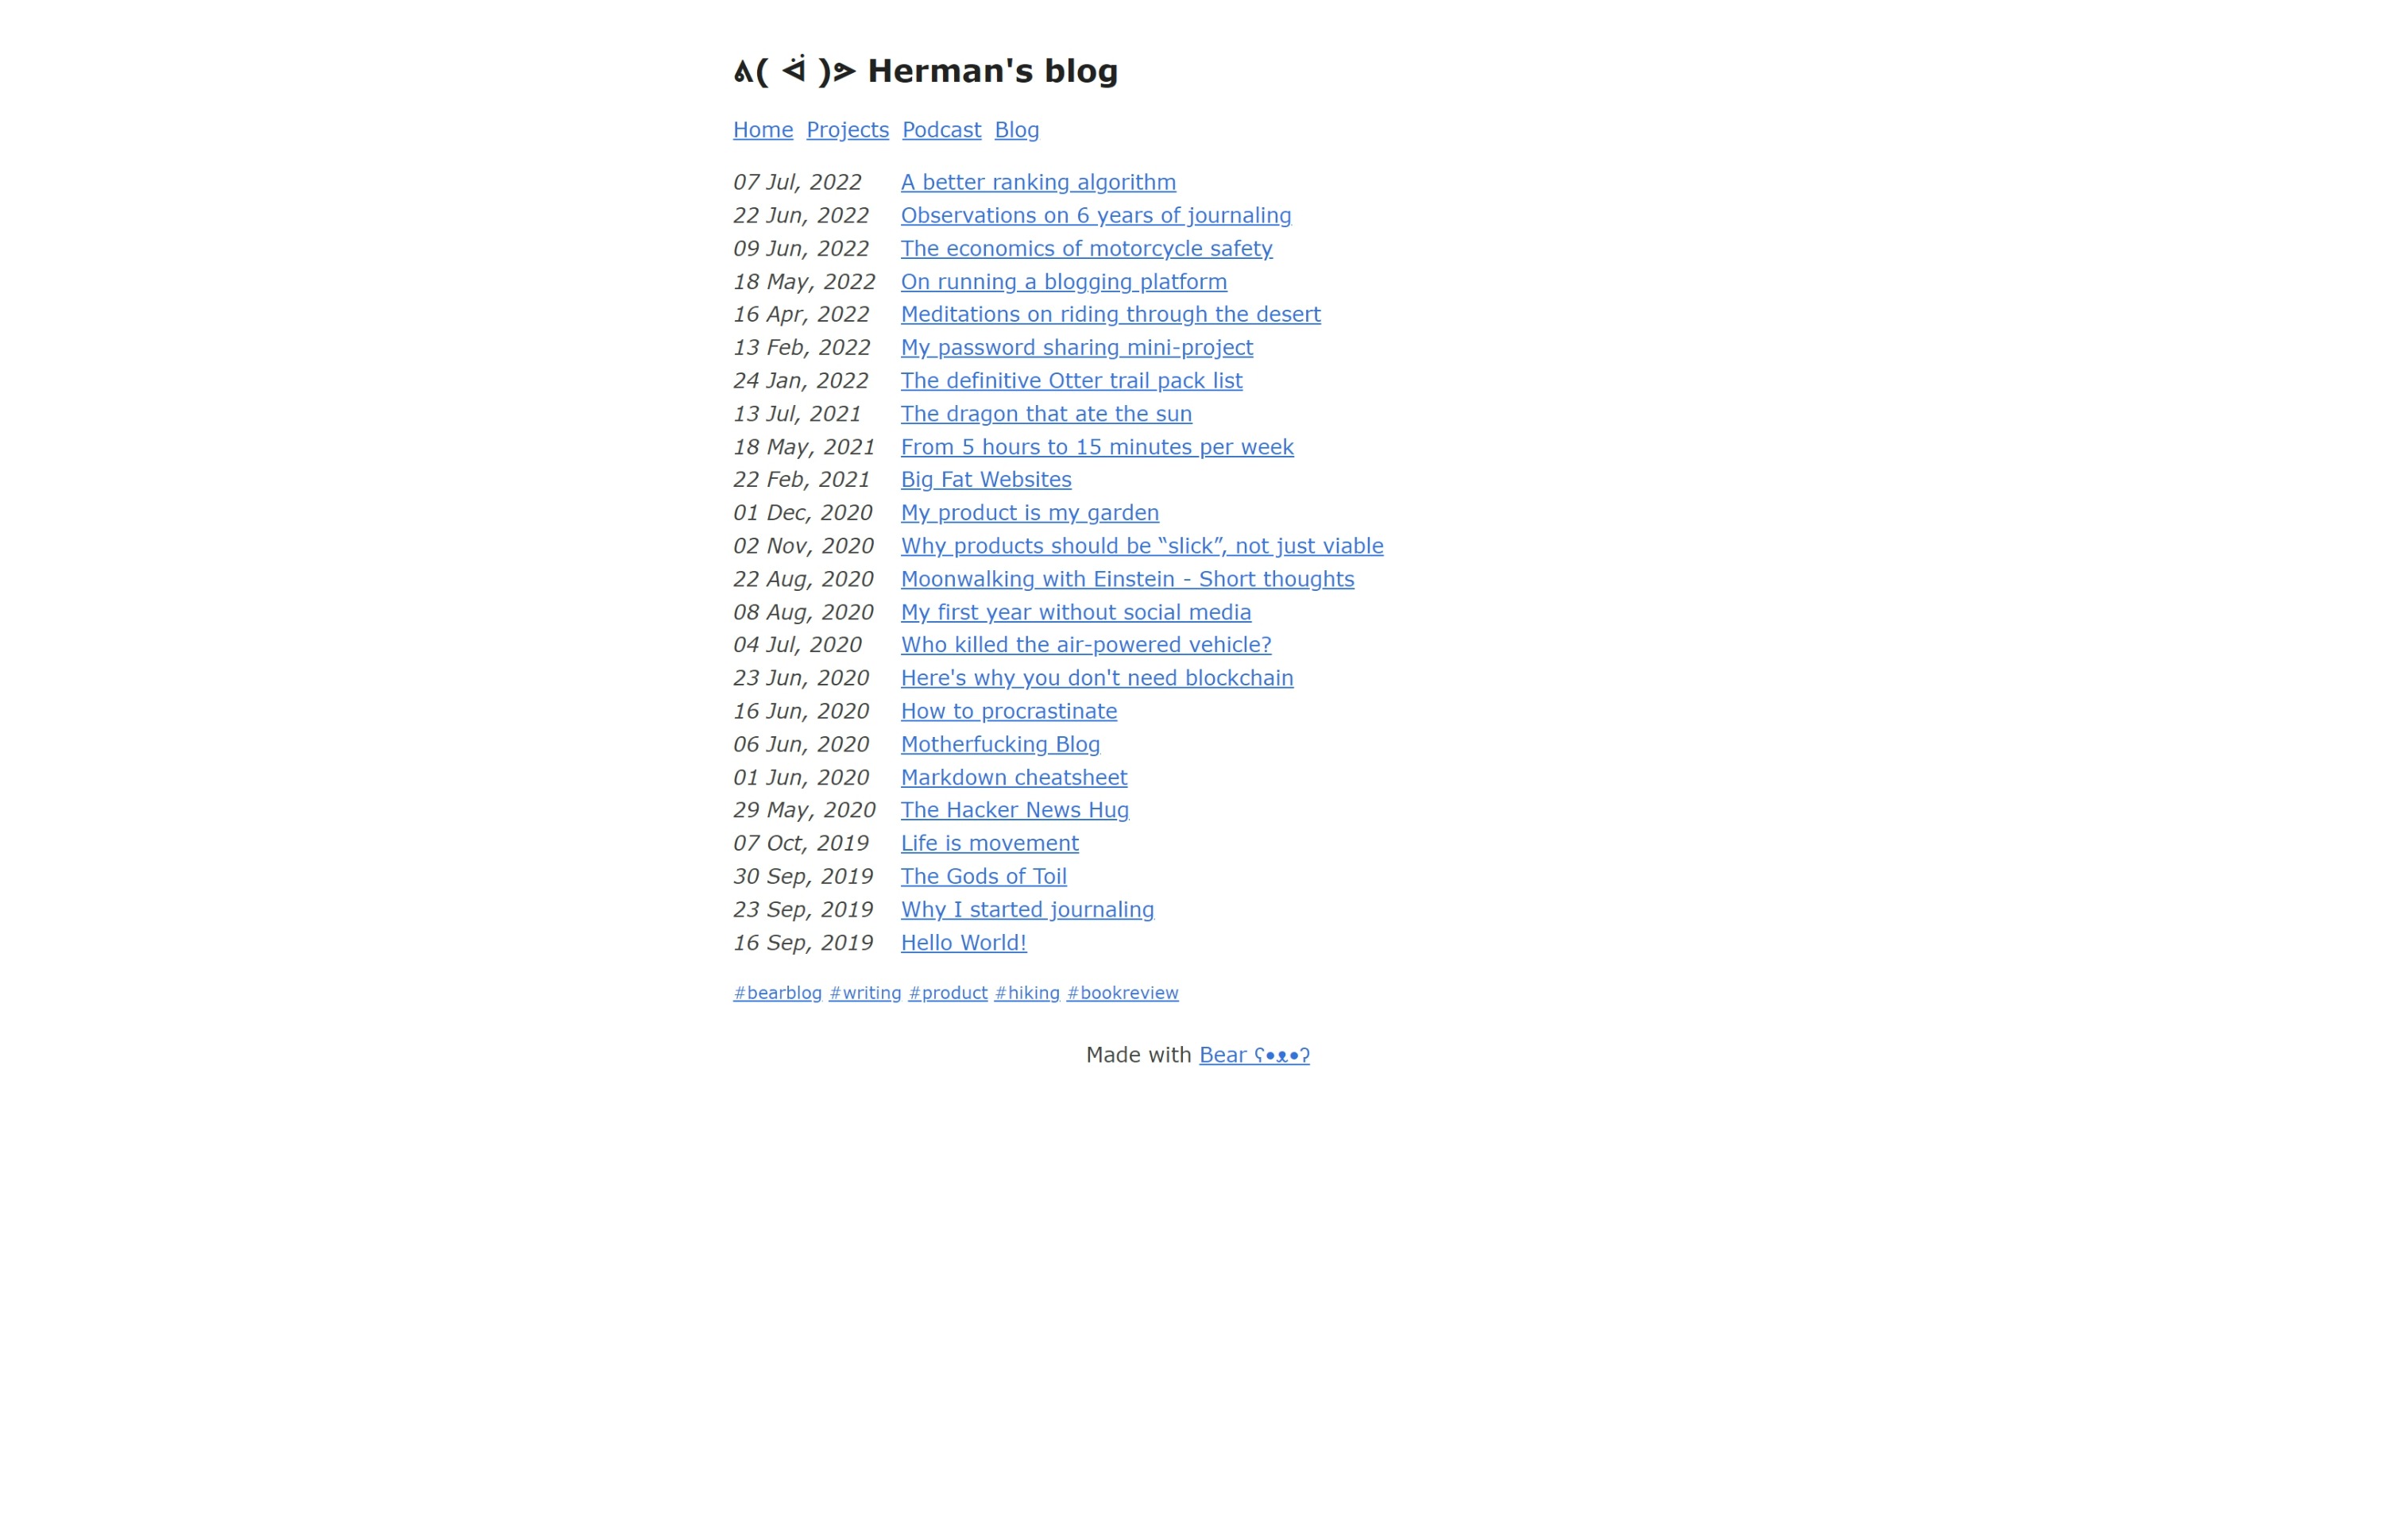 ᕕ( ᐛ )ᕗ Herman's blog
Home Projects Podcast Blog
07 Jul, 2022 A better ranking algorithm
22 Jun, 2022 Observations on 6 years of journaling
09 Jun, 2022 The economics of motorcycle safety
18 May, 2022 On running a blogging platform
16 Apr, 2022 Meditations on riding through the desert
13 Feb, 2022 My password sharing mini-project
24 Jan, 2022 The definitive Otter trail pack list
13 Jul, 2021 The dragon that ate the sun
18 May, 2021 From 5 hours to 15 minutes per week
22 Feb, 2021 Big Fat Websites
01 Dec, 2020 My product is my garden
02 Nov, 2020 Why products should be “slick”, not just viable
22 Aug, 2020 Moonwalking with Einstein - Short thoughts
08 Aug, 2020 My first year without social media
04 Jul, 2020 Who killed the air-powered vehicle?
23 Jun, 2020 Here's why you don't need blockchain
16 Jun, 2020 How to procrastinate
06 Jun, 2020 Motherfucking Blog
01 Jun, 2020 Markdown cheatsheet
29 May, 2020 The Hacker News Hug
07 Oct, 2019 Life is movement
30 Sep, 2019 The Gods of Toil
23 Sep, 2019 Why I started journaling
16 Sep, 2019 Hello World!
#bearblog #writing #product #hiking #bookreview
Made with Bear ʕ•ᴥ•ʔ